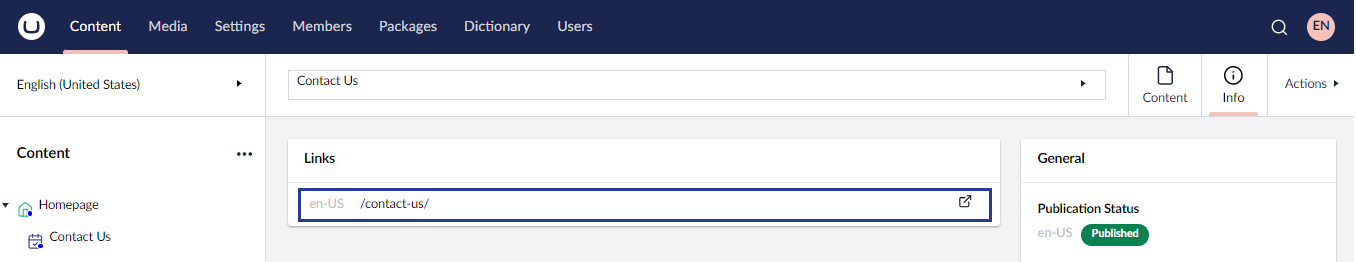 Content Media Settings Members Packages Dictionary Users EN
English (United States)
Contact Us
Content Info Actions
Content
Homepage
Contact Us
Links
en-US /contact-us/
General
Publication Status
en-US Published